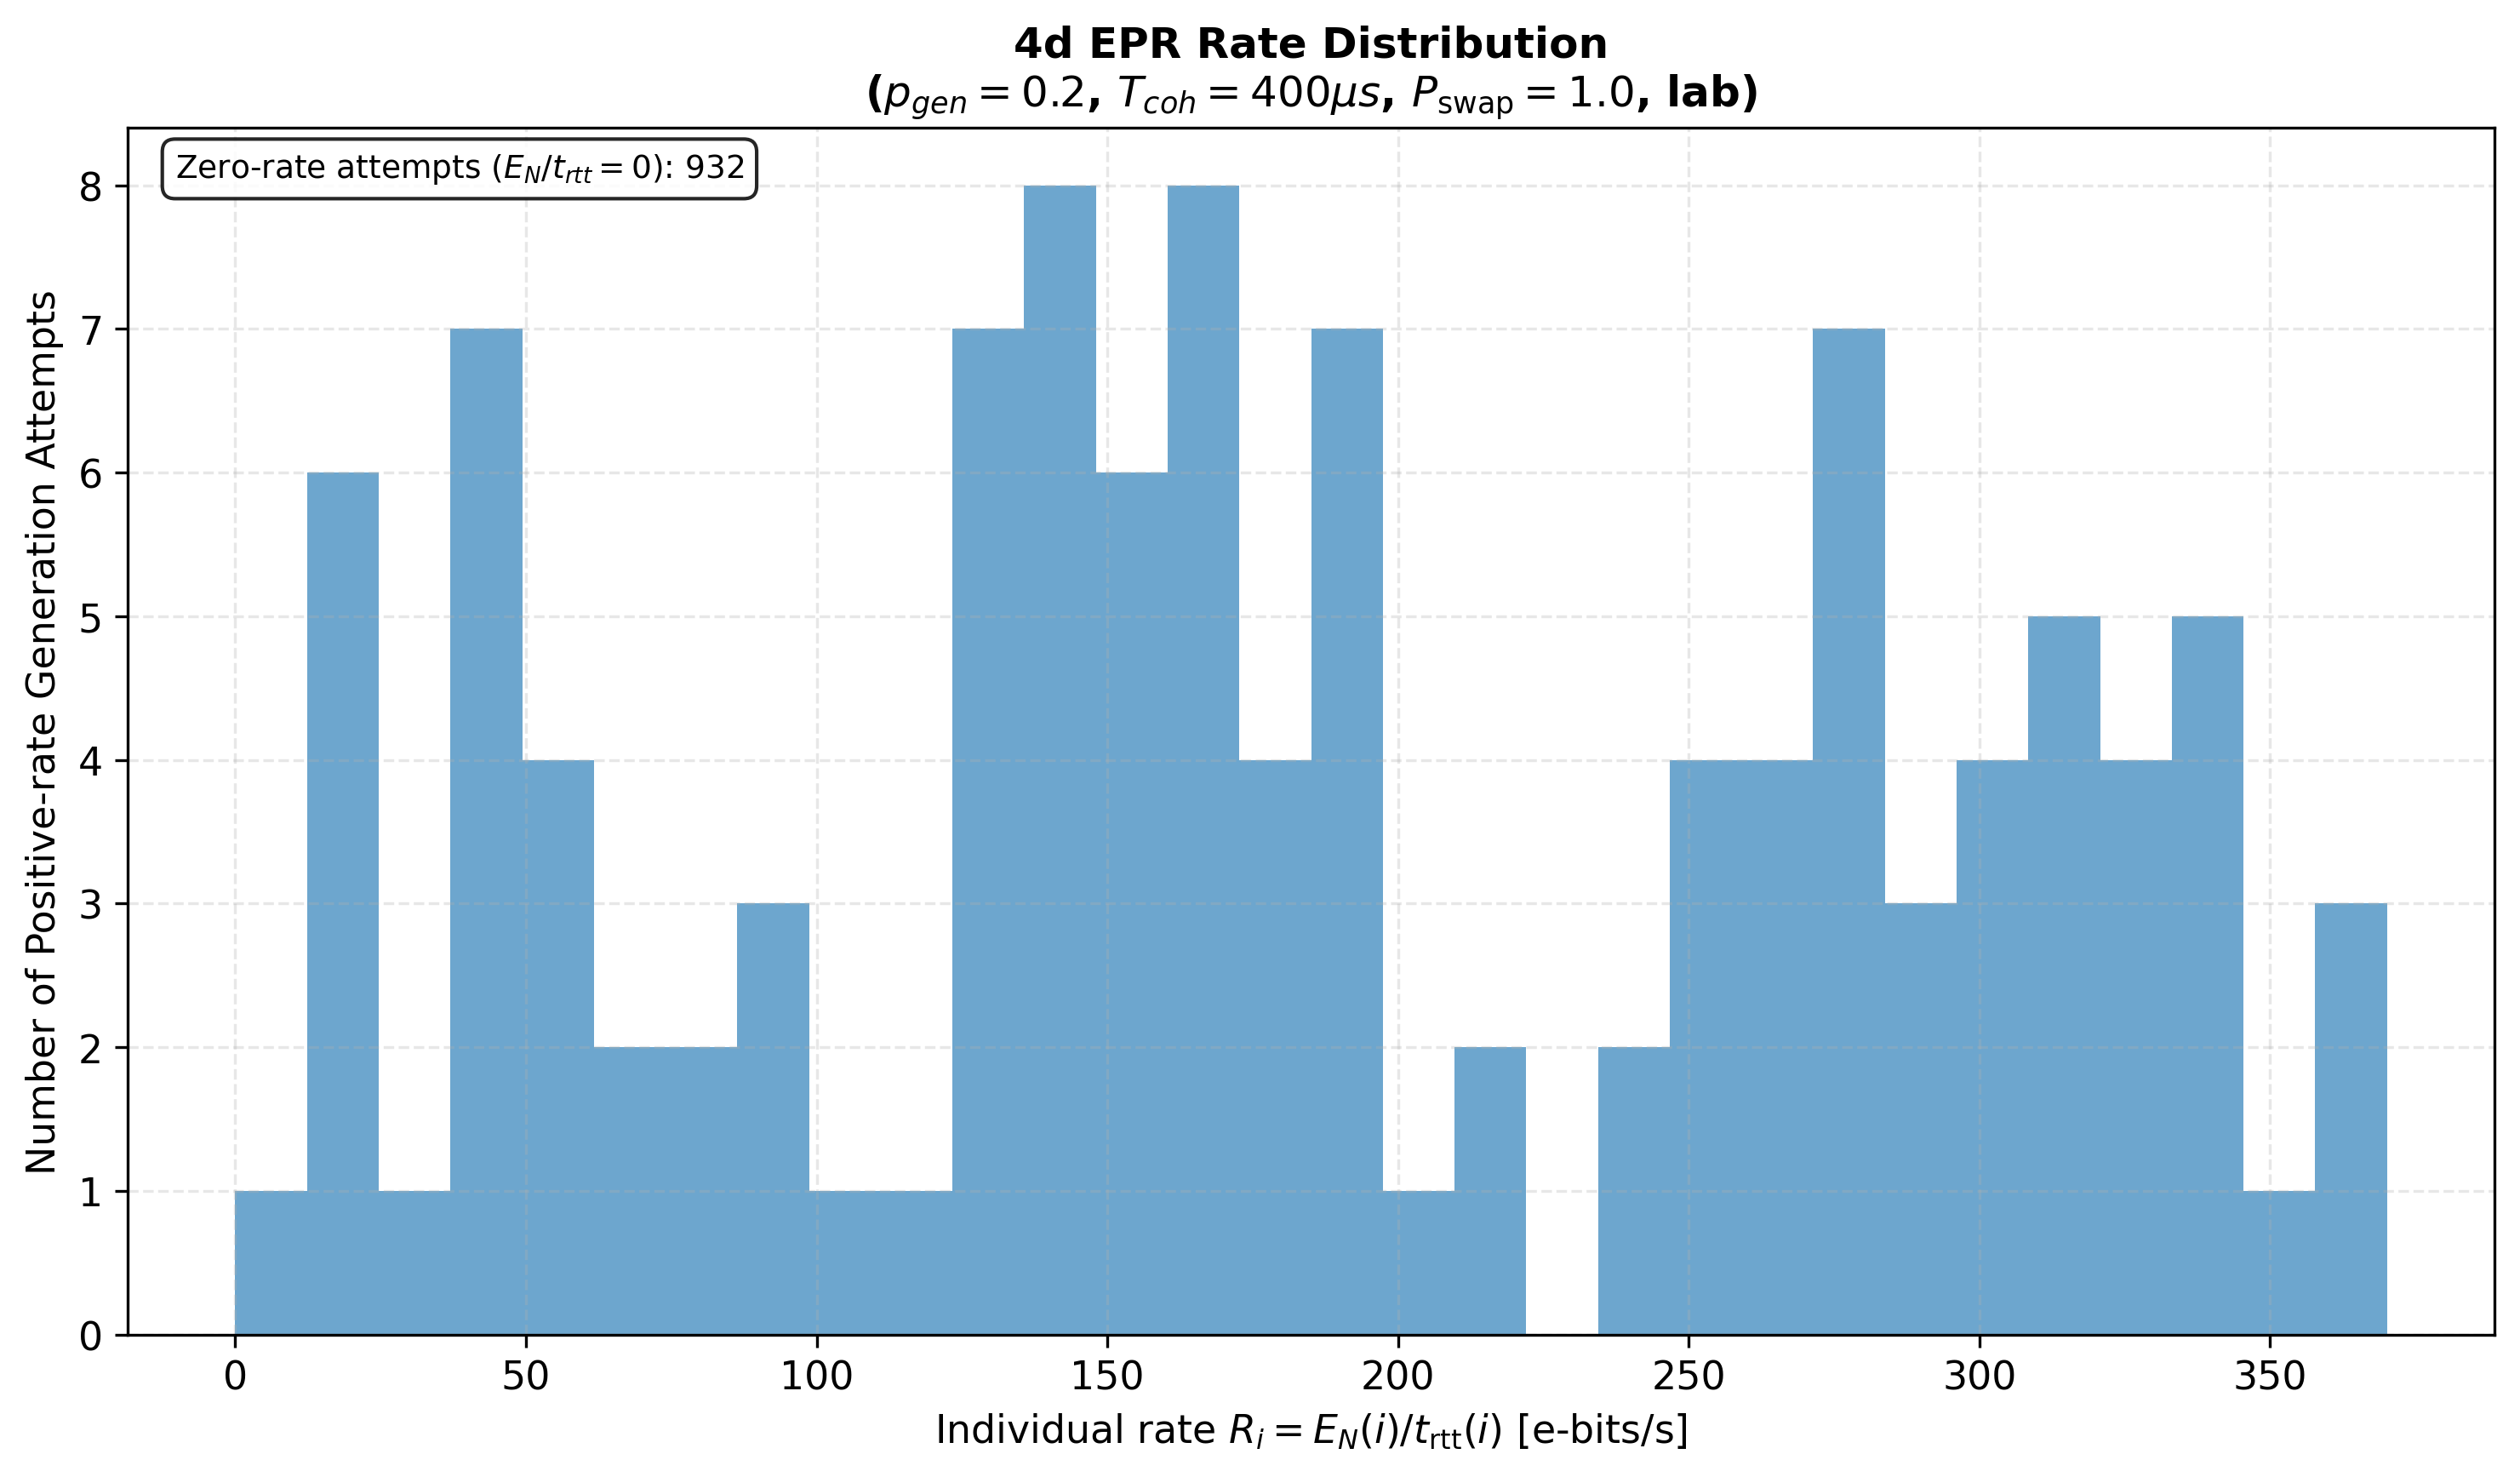 4d EPR Rate Distribution
(p_gen = 0.2, T_coh = 400μs, P_swap = 1.0, lab)
Zero-rate attempts (E_N/t_rtt = 0): 932
Number of Positive-rate Generation Attempts
8
7
6
5
4
3
2
1
0
0 50 100 150 200 250 300 350
Individual rate R_i = E_N(i)/t_rtt(i) [e-bits/s]